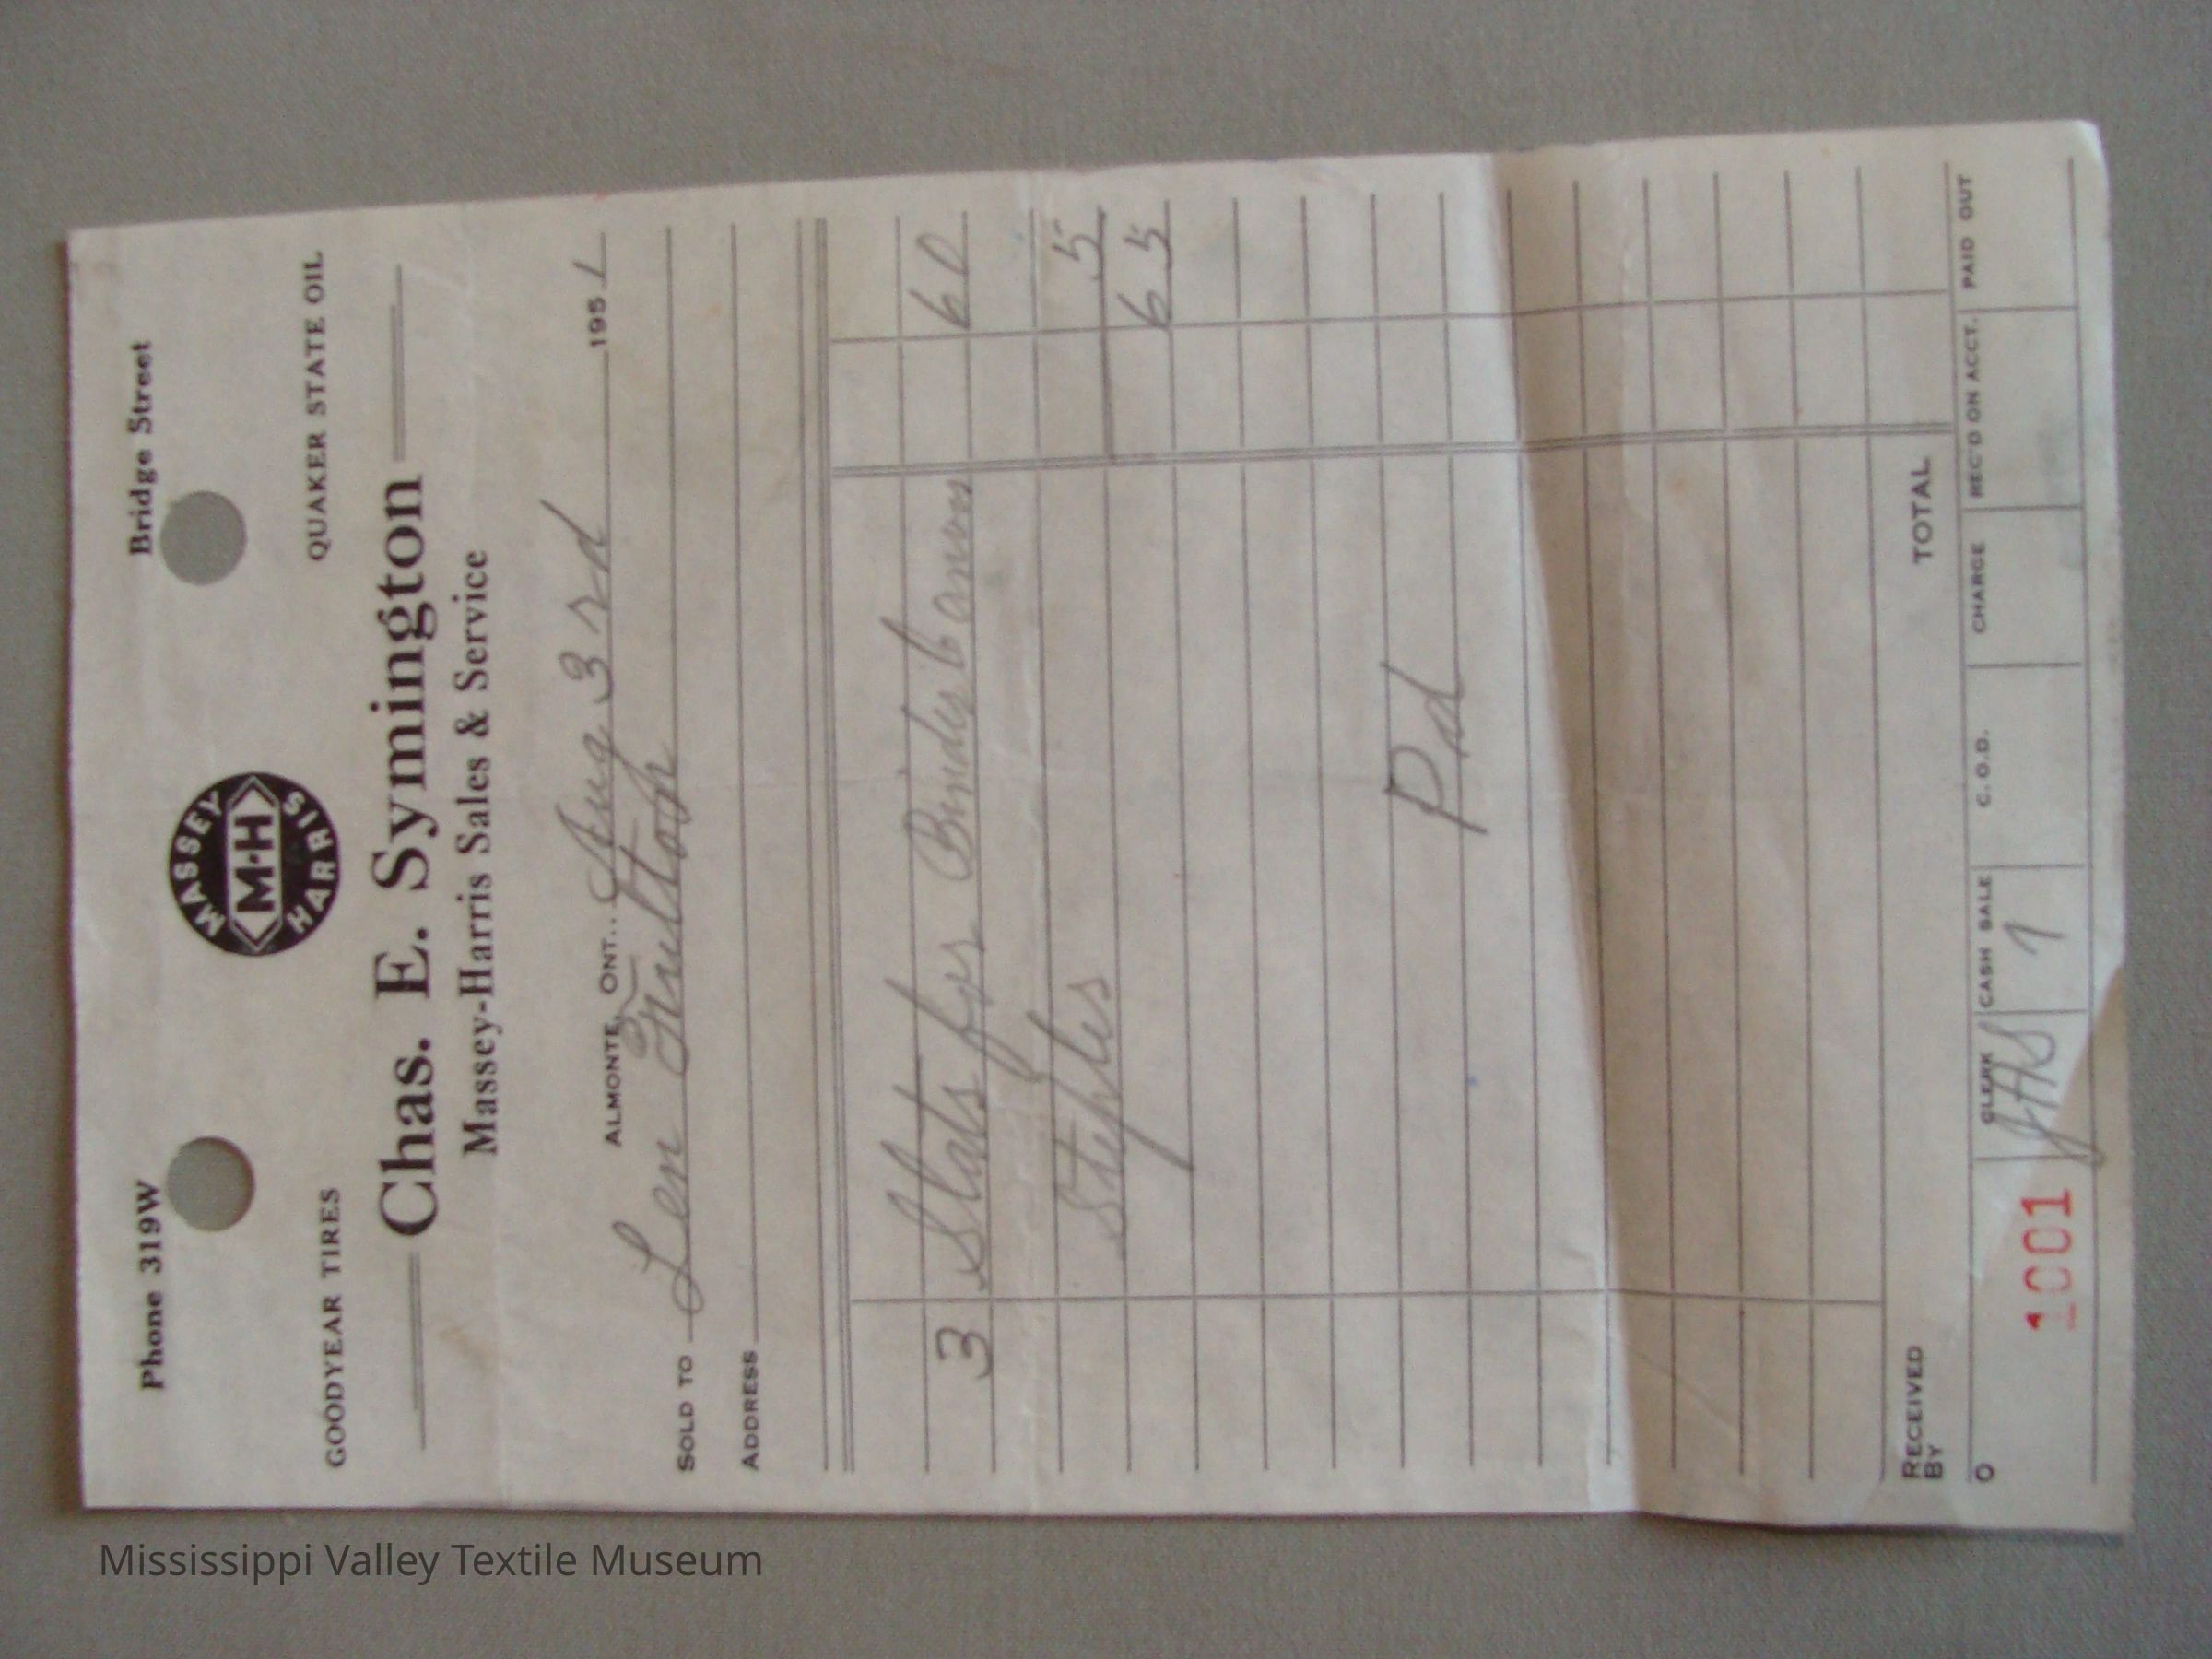 Phone 319W Bridge Street
MASSEY
M-H
HARRIS
GOODYEAR TIRES QUAKER STATE OIL
Chas. E. Symington
Massey-Harris Sales & Service
ALMONTE, ONT. Aug 3rd 1951
SOLD TO Len
ADDRESS
3 Slats for Binder 60
Staples 5
65
Pd
TOTAL
RECEIVED BY
CLERK CASH SALE C. O. D. CHARGE REC'D ON ACCT. PAID OUT
1001
Mississippi Valley Textile Museum